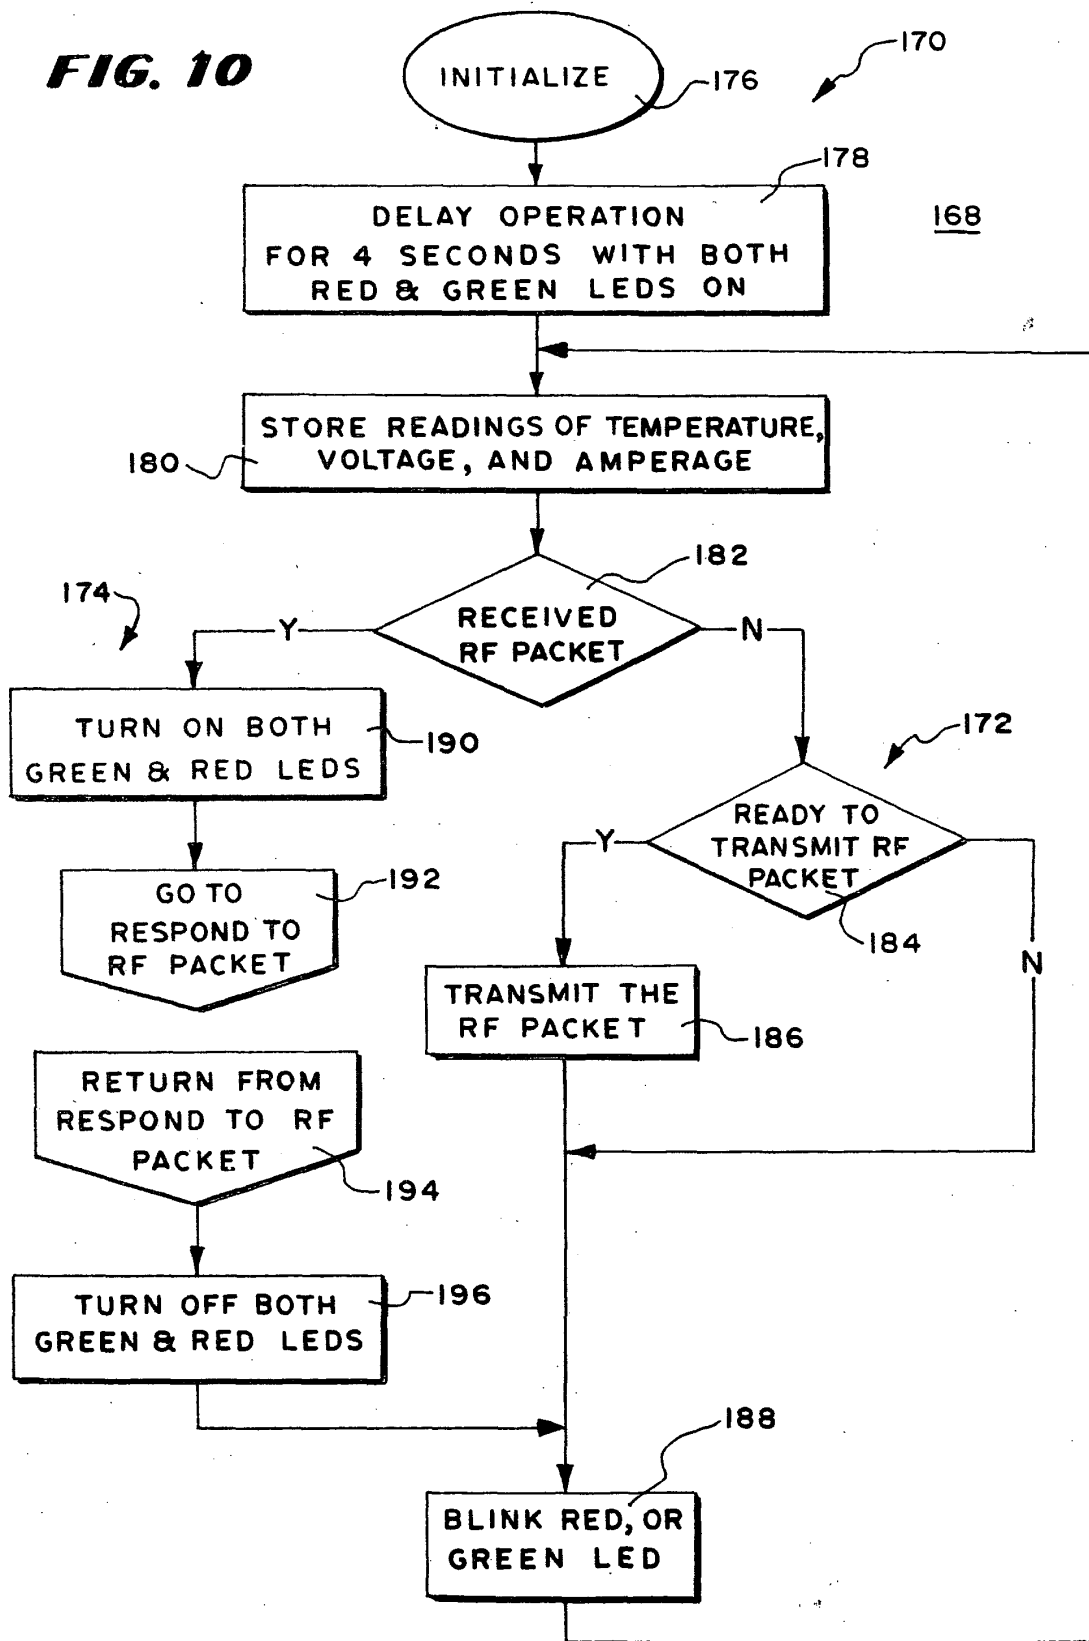 FIG. 10
INITIALIZE
176
170
178
168
DELAY OPERATION
FOR 4 SECONDS WITH BOTH
RED & GREEN LEDS ON
STORE READINGS OF TEMPERATURE,
VOLTAGE, AND AMPERAGE
180
182
RECEIVED
RF PACKET
Y
N
174
TURN ON BOTH
GREEN & RED LEDS
190
172
READY TO
TRANSMIT RF
PACKET
184
Y
N
GO TO
RESPOND TO
RF PACKET
192
TRANSMIT THE
RF PACKET
186
RETURN FROM
RESPOND TO RF
PACKET
194
TURN OFF BOTH
GREEN & RED LEDS
196
188
BLINK RED, OR
GREEN LED